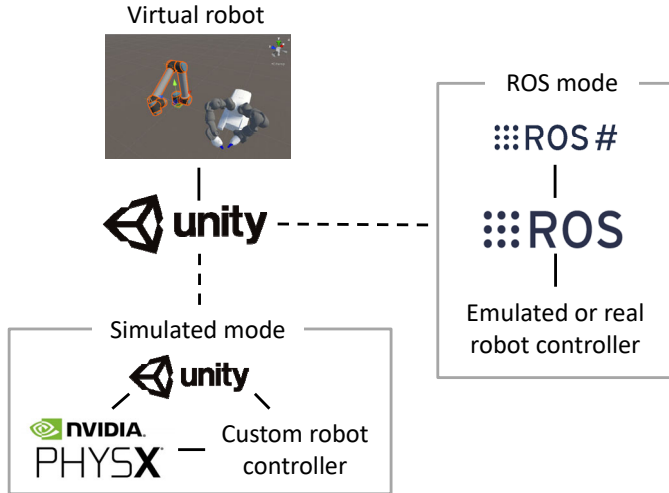 Virtual robot
ROS mode
ROS #
unity
ROS
Emulated or real
robot controller
Simulated mode
unity
NVIDIA.
PHYSX
Custom robot
controller